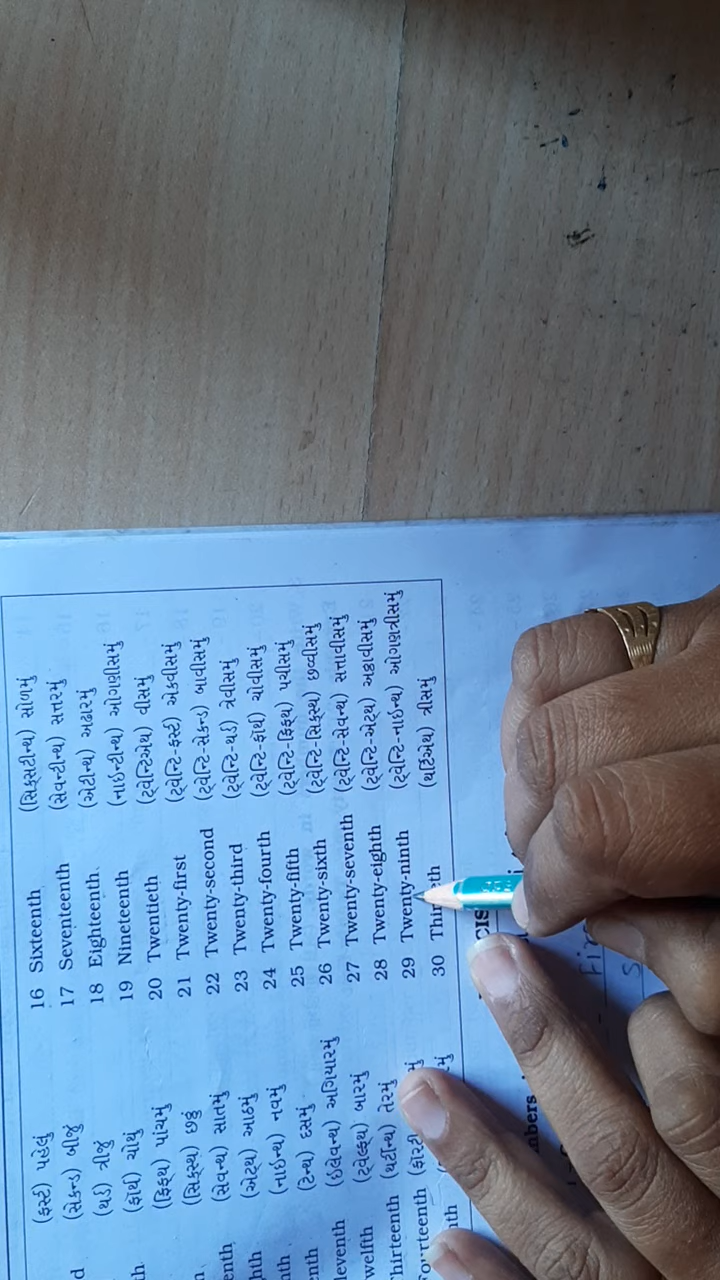 (ફર્સ્ટ) પહેલું 16 Sixteenth (સિક્સટીન્થ) સોળમું
(સેકન્ડ) બીજું 17 Seventeenth (સેવન્ટીન્થ) સત્તરમું
(થર્ડ) ત્રીજું 18 Eighteenth. (એટીન્થ) અઢારમું
(ફૉર્થ) ચોથું 19 Nineteenth (નાઇન્ટીન્થ) ઓગણીસમું
(ફિફ્થ) પાંચમું 20 Twentieth (ટ્વેન્ટિએથ) વીસમું
(સિક્સ્થ) છઠ્ઠું 21 Twenty-first (ટ્વેન્ટિ-ફર્સ્ટ) એકવીસમું
(સેવન્થ) સાતમું 22 Twenty-second (ટ્વેન્ટિ-સેકન્ડ) બાવીસમું
(એટ્થ) આઠમું 23 Twenty-third (ટ્વેન્ટિ-થર્ડ) ત્રેવીસમું
(નાઇન્થ) નવમું 24 Twenty-fourth (ટ્વેન્ટિ-ફૉર્થ) ચોવીસમું
(ટેન્થ) દસમું 25 Twenty-fifth (ટ્વેન્ટિ-ફિફ્થ) પચીસમું
(ઇલેવન્થ) અગિયારમું 26 Twenty-sixth (ટ્વેન્ટિ-સિક્સ્થ) છવ્વીસમું
(ટ્વેલ્ફ્થ) બારમું 27 Twenty-seventh (ટ્વેન્ટિ-સેવન્થ) સત્તાવીસમું
(થર્ટીન્થ) તેરમું 28 Twenty-eighth (ટ્વેન્ટિ-એટ્થ) અઠ્ઠાવીસમું
29 Twenty-ninth (ટ્વેન્ટિ-નાઇન્થ) ઓગણત્રીસમું
30 (થર્ટિએથ) ત્રીસમું